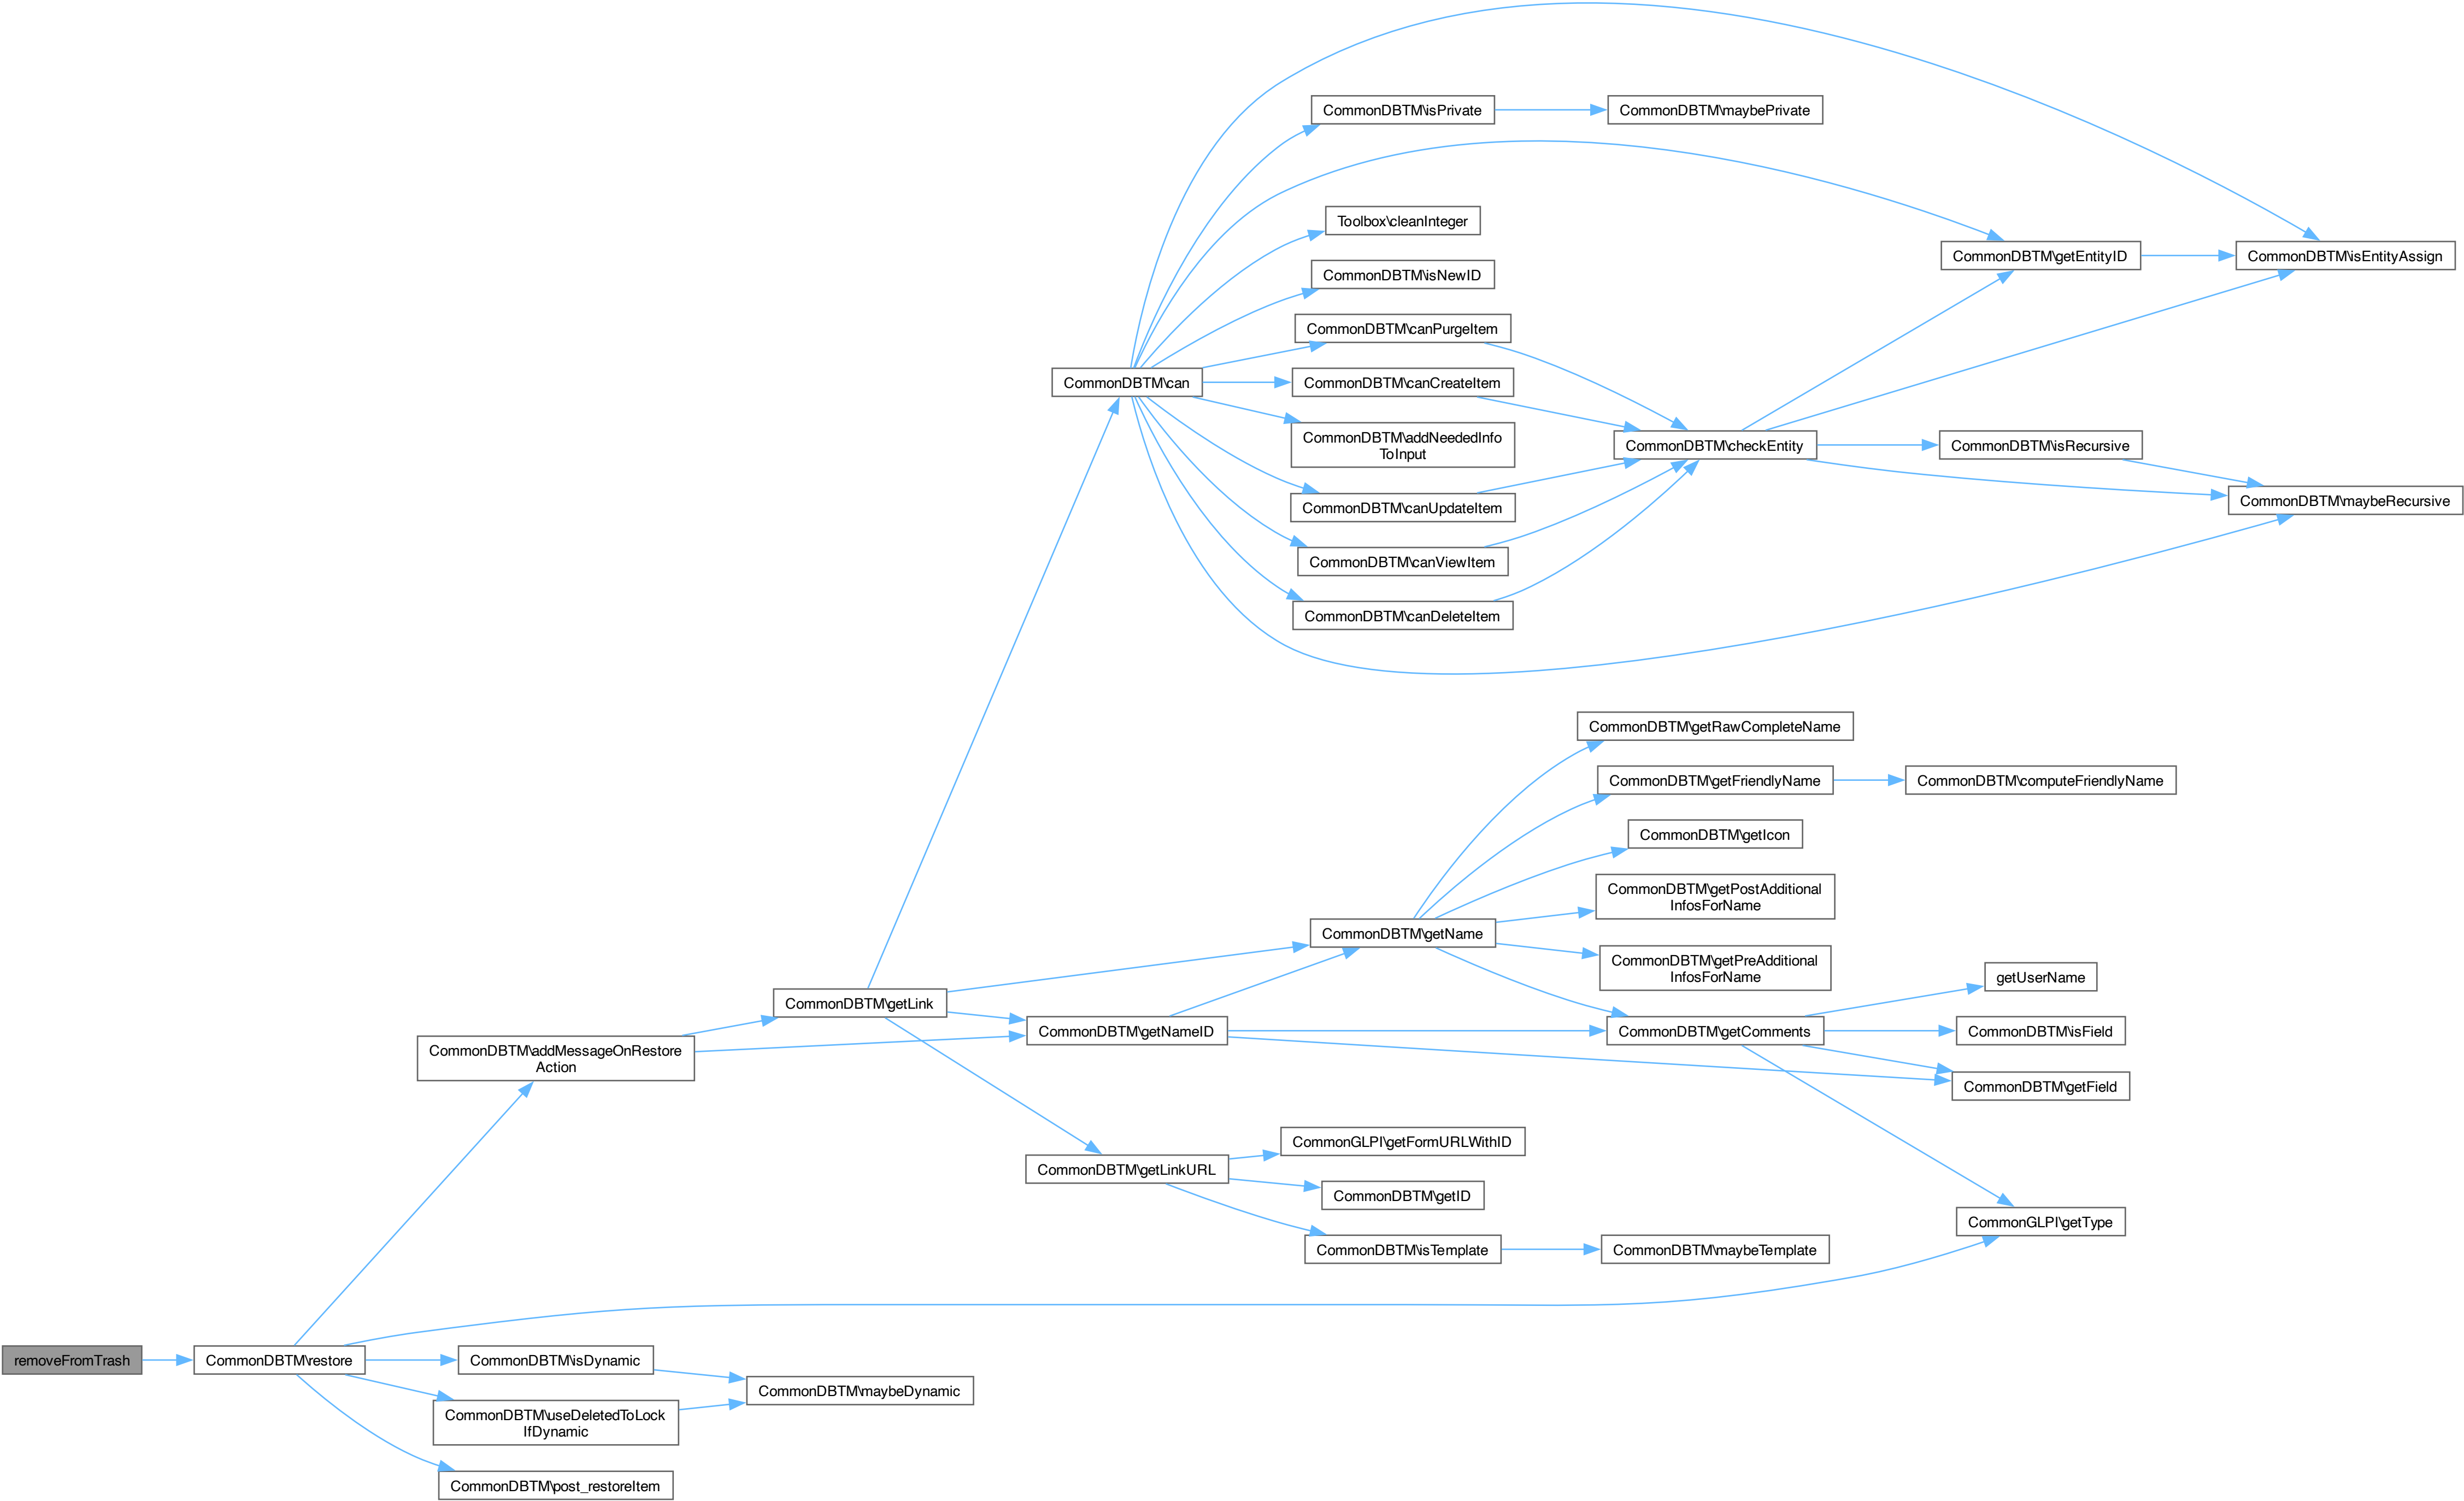 CommonDBTM\isPrivate
CommonDBTM\maybePrivate
Toolbox\cleanInteger
CommonDBTM\getEntityID
CommonDBTM\isEntityAssign
CommonDBTM\isNewID
CommonDBTM\canPurgeItem
CommonDBTM\can
CommonDBTM\canCreateItem
CommonDBTM\addNeededInfo
ToInput
CommonDBTM\checkEntity
CommonDBTM\isRecursive
CommonDBTM\maybeRecursive
CommonDBTM\canUpdateItem
CommonDBTM\canViewItem
CommonDBTM\canDeleteItem
CommonDBTM\getRawCompleteName
CommonDBTM\getFriendlyName
CommonDBTM\computeFriendlyName
CommonDBTM\getIcon
CommonDBTM\getPostAdditional
InfosForName
CommonDBTM\getName
CommonDBTM\getPreAdditional
InfosForName
getUserName
CommonDBTM\getLink
CommonDBTM\getNameID
CommonDBTM\getComments
CommonDBTM\isField
CommonDBTM\addMessageOnRestore
Action
CommonDBTM\getField
CommonGLPI\getFormURLWithID
CommonDBTM\getLinkURL
CommonDBTM\getID
CommonGLPI\getType
CommonDBTM\isTemplate
CommonDBTM\maybeTemplate
removeFromTrash
CommonDBTM\restore
CommonDBTM\isDynamic
CommonDBTM\maybeDynamic
CommonDBTM\useDeletedToLock
IfDynamic
CommonDBTM\post_restoreItem